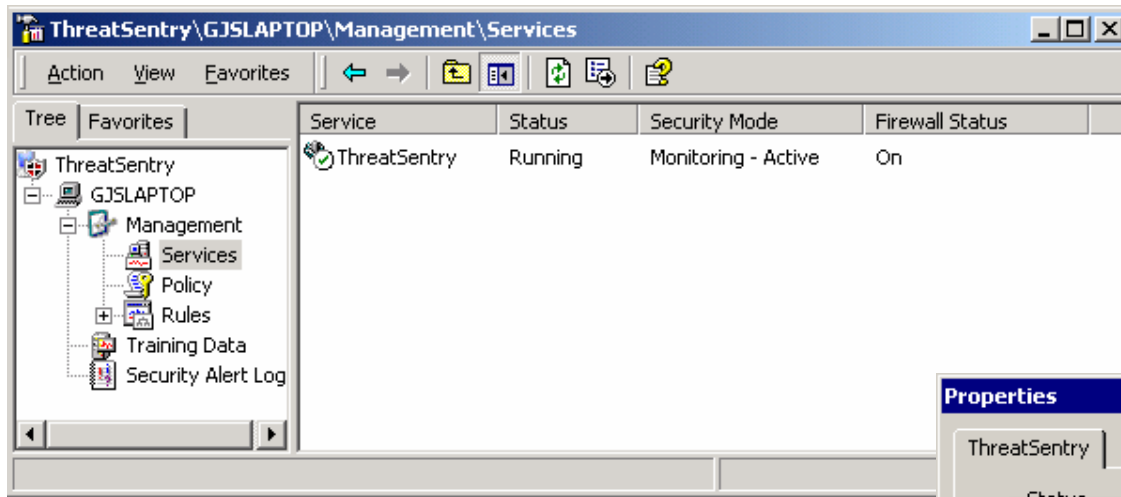 ThreatSentry\GJSLAPTOP\Management\Services
Action View Favorites
Tree Favorites
Service Status Security Mode Firewall Status
ThreatSentry Running Monitoring - Active On
ThreatSentry
GJSLAPTOP
Management
Services
Policy
Rules
Training Data
Security Alert Log
Properties
ThreatSentry
Status